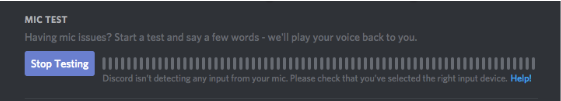 MIC TEST
Having mic issues? Start a test and say a few words - we'll play your voice back to you.
Stop Testing
Discord isn't detecting any input from your mic. Please check that you've selected the right input device. Help!